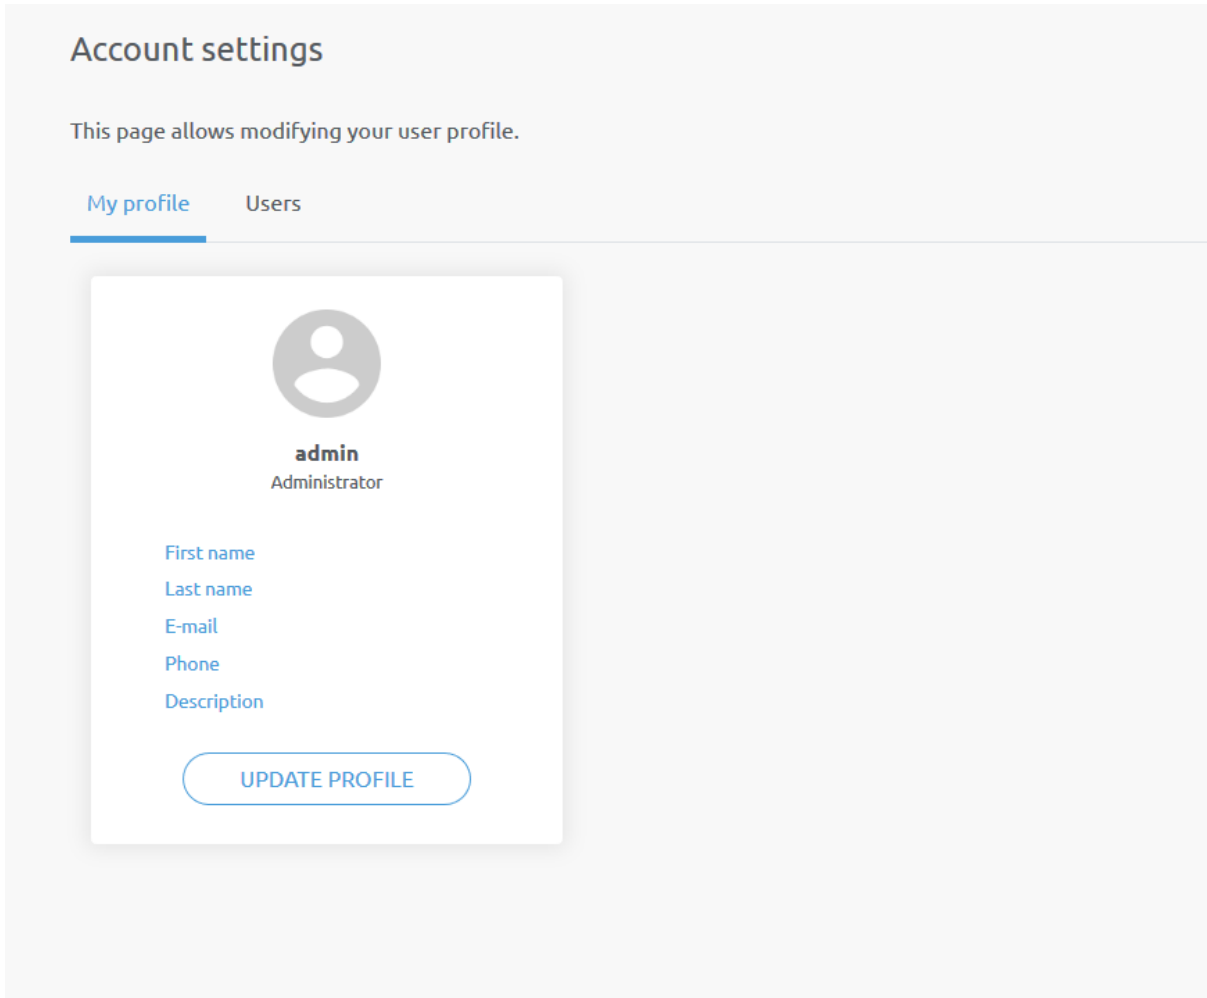 Account settings
This page allows modifying your user profile.
My profile Users
admin
Administrator
First name
Last name
E-mail
Phone
Description
UPDATE PROFILE